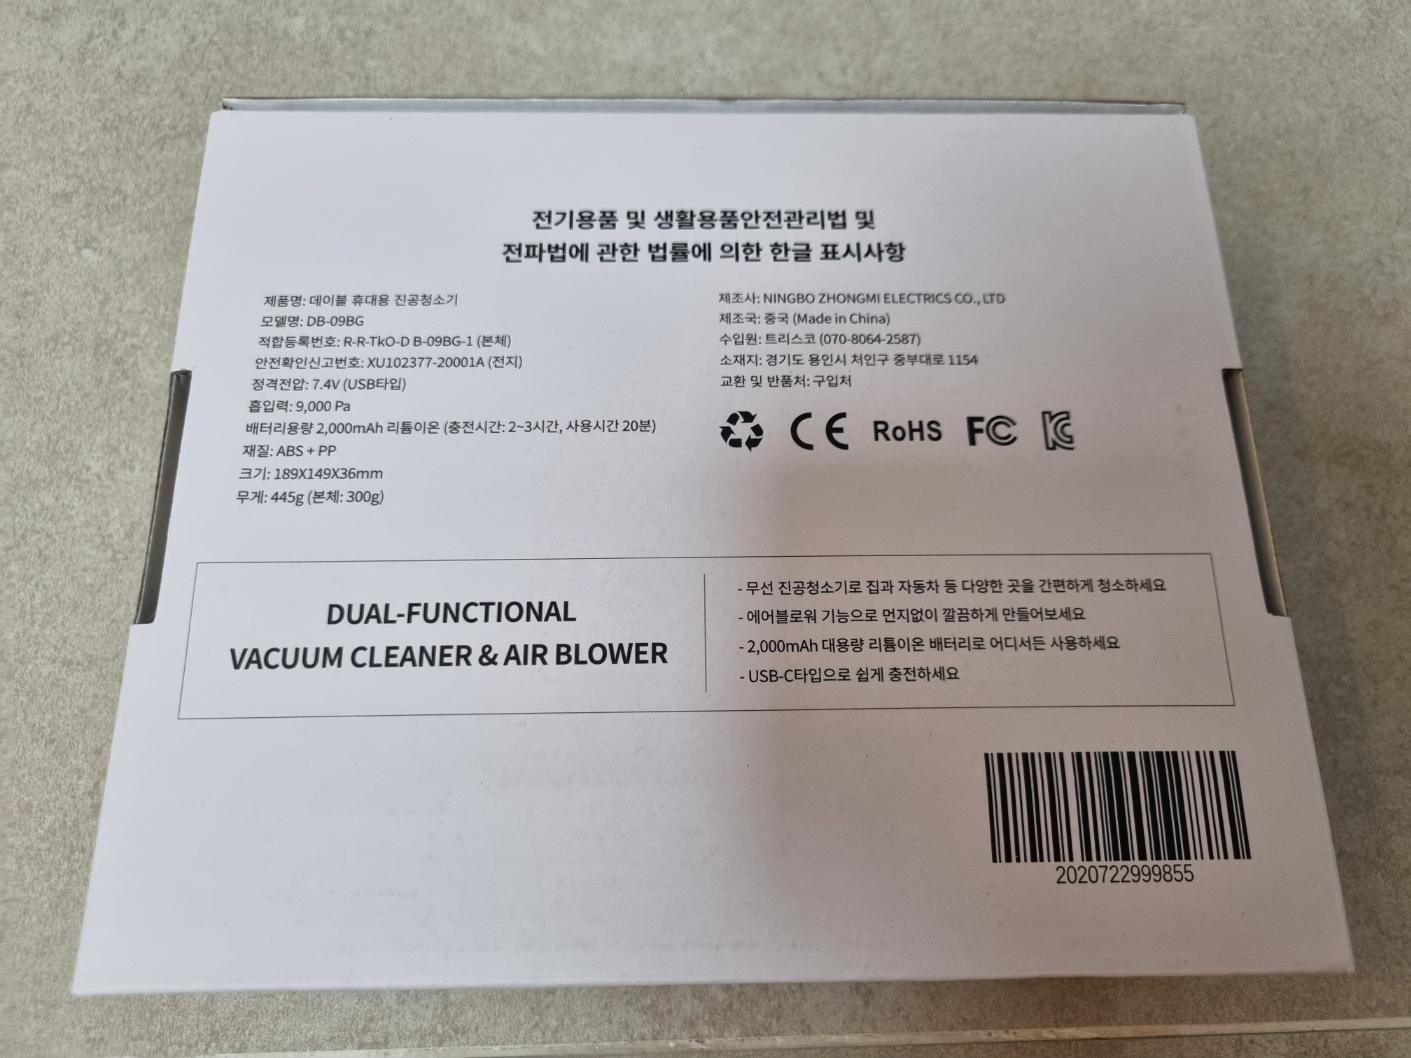 전기용품 및 생활용품안전관리법 및
전파법에 관한 법률에 의한 한글 표시사항
제품명: 데이블 휴대용 진공청소기
모델명: DB-09BG
적합등록번호: R-R-TkO-D B-09BG-1 (본체)
안전확인신고번호: XU102377-20001A (전지)
정격전압: 7.4V (USB타입)
흡입력: 9,000 Pa
배터리용량 2,000mAh 리튬이온 (충전시간: 2~3시간, 사용시간 20분)
재질: ABS + PP
크기: 189X149X36mm
무게: 445g (본체: 300g)
제조사: NINGBO ZHONGMI ELECTRICS CO., LTD
제조국: 중국 (Made in China)
수입원: 트리스코 (070-8064-2587)
소재지: 경기도 용인시 처인구 중부대로 1154
교환 및 반품처: 구입처
CE RoHS FC KC
DUAL-FUNCTIONAL
VACUUM CLEANER & AIR BLOWER
- 무선 진공청소기로 집과 자동차 등 다양한 곳을 간편하게 청소하세요
- 에어블로워 기능으로 먼지없이 깔끔하게 만들어보세요
- 2,000mAh 대용량 리튬이온 배터리로 어디서든 사용하세요
- USB-C타입으로 쉽게 충전하세요
2020722999855